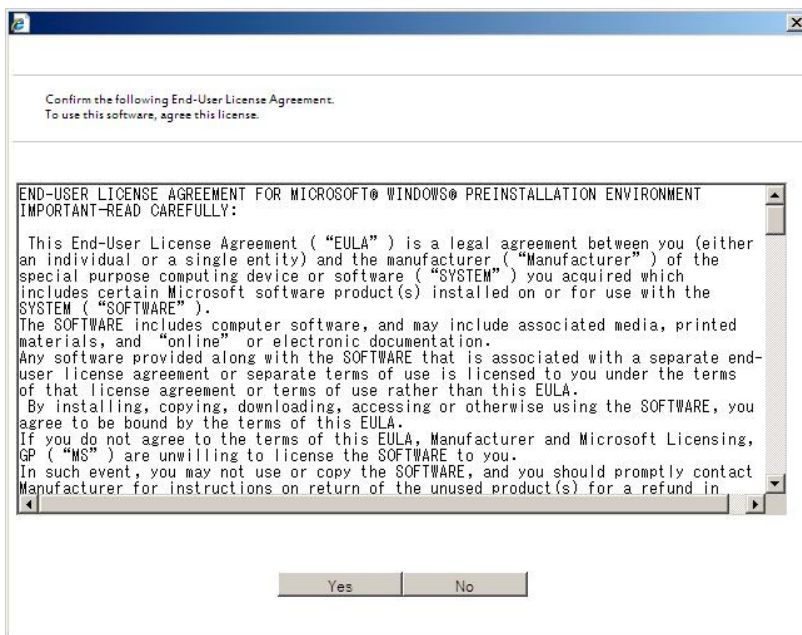 Confirm the following End-User License Agreement.
To use this software, agree this license.
END-USER LICENSE AGREEMENT FOR MICROSOFT® WINDOWS® PREINSTALLATION ENVIRONMENT
IMPORTANT-READ CAREFULLY:
This End-User License Agreement ( “EULA” ) is a legal agreement between you (either
an individual or a single entity) and the manufacturer ( “Manufacturer” ) of the
special purpose computing device or software ( “SYSTEM” ) you acquired which
includes certain Microsoft software product(s) installed on or for use with the
SYSTEM ( “SOFTWARE” ).
The SOFTWARE includes computer software, and may include associated media, printed
materials, and “online” or electronic documentation.
Any software provided along with the SOFTWARE that is associated with a separate end-
user license agreement or separate terms of use is licensed to you under the terms
of that license agreement or terms of use rather than this EULA.
By installing, copying, downloading, accessing or otherwise using the SOFTWARE, you
agree to be bound by the terms of this EULA.
If you do not agree to the terms of this EULA, Manufacturer and Microsoft Licensing,
GP ( “MS” ) are unwilling to license the SOFTWARE to you.
In such event, you may not use or copy the SOFTWARE, and you should promptly contact
Manufacturer for instructions on return of the unused product(s) for a refund in
Yes
No